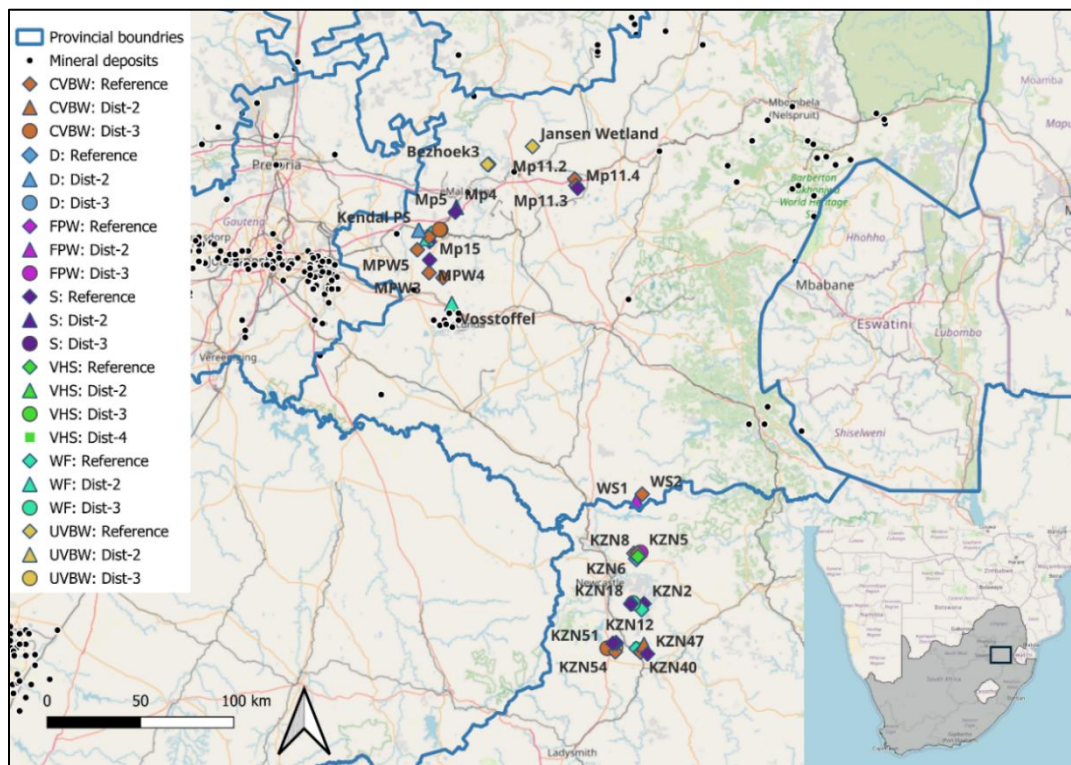 Provincial boundries
Mineral deposits
CVBW: Reference
CVBW: Dist-2
CVBW: Dist-3
D: Reference
D: Dist-2
D: Dist-3
FPW: Reference
FPW: Dist-2
FPW: Dist-3
S: Reference
S: Dist-2
S: Dist-3
VHS: Reference
VHS: Dist-2
VHS: Dist-3
VHS: Dist-4
WF: Reference
WF: Dist-2
WF: Dist-3
UVBW: Reference
UVBW: Dist-2
UVBW: Dist-3
Moamba
Mbombela
(Nelspruit)
Jansen Wetland
Bezhoek3
Pretoria
Mp11.2
Mp11.4
Mp5
Mp4
Mp11.3
Barberton
Makhonjwa
World Heritage
Site
Kendal PS
Gauteng
Hhohho
Mp15
MPW5
MPW4
MPW3
Mbabane
Vosstoffel
Eswatini
Lubombo
Vereeniging
Shiselweni
WS1
WS2
KZN8
KZN5
KZN6
Newcastle
KZN18
KZN2
KZN12
KZN51
KZN47
KZN54
KZN40
0
50
100 km
Ladysmith
Namibia
Botswana
South Africa